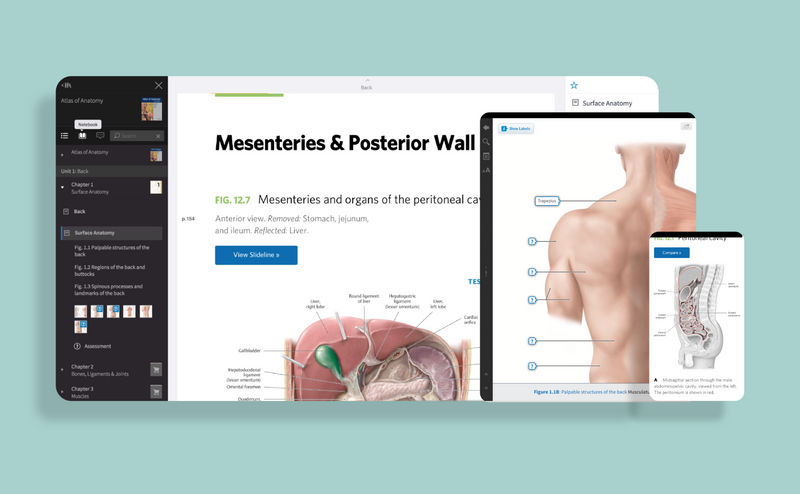 Atlas of Anatomy
Notebook
Search
Atlas of Anatomy
Unit 1: Back
Chapter 1
Surface Anatomy
1
Back
Surface Anatomy
Fig. 1.1 Palpable structures of the
back
Fig. 1.2 Regions of the back and
buttocks
Fig. 1.3 Spinous processes and
landmarks of the back
Assessment
Chapter 2
Bones, Ligaments & Joints
Chapter 3
Muscles
Back
Mesenteries & Posterior Wall
FIG. 12.7 Mesenteries and organs of the peritoneal cav
p.158
Anterior view. Removed: Stomach, jejunum,
and ileum. Reflected: Liver.
View Slideline »
TES
Liver,
right lobe
Round ligament
of liver
Hepatogastric
ligament
(lesser omentum)
Liver,
left lobe
Cardiac
orifice
Gallbladder
Hepatoduodenal
ligament
(lesser omentum)
Omental foramen
Duodenum,
Surface Anatomy
Show Labels
AA
Trapezius
?
?
?
?
?
Figure 1.1B: Palpable structures of the back Musculatu
FIG. 12.7 Peritoneal Cavity
Compare »
A Midsagittal section through the male
abdominopelvic cavity, viewed from the left.
The peritoneum is shown in red.